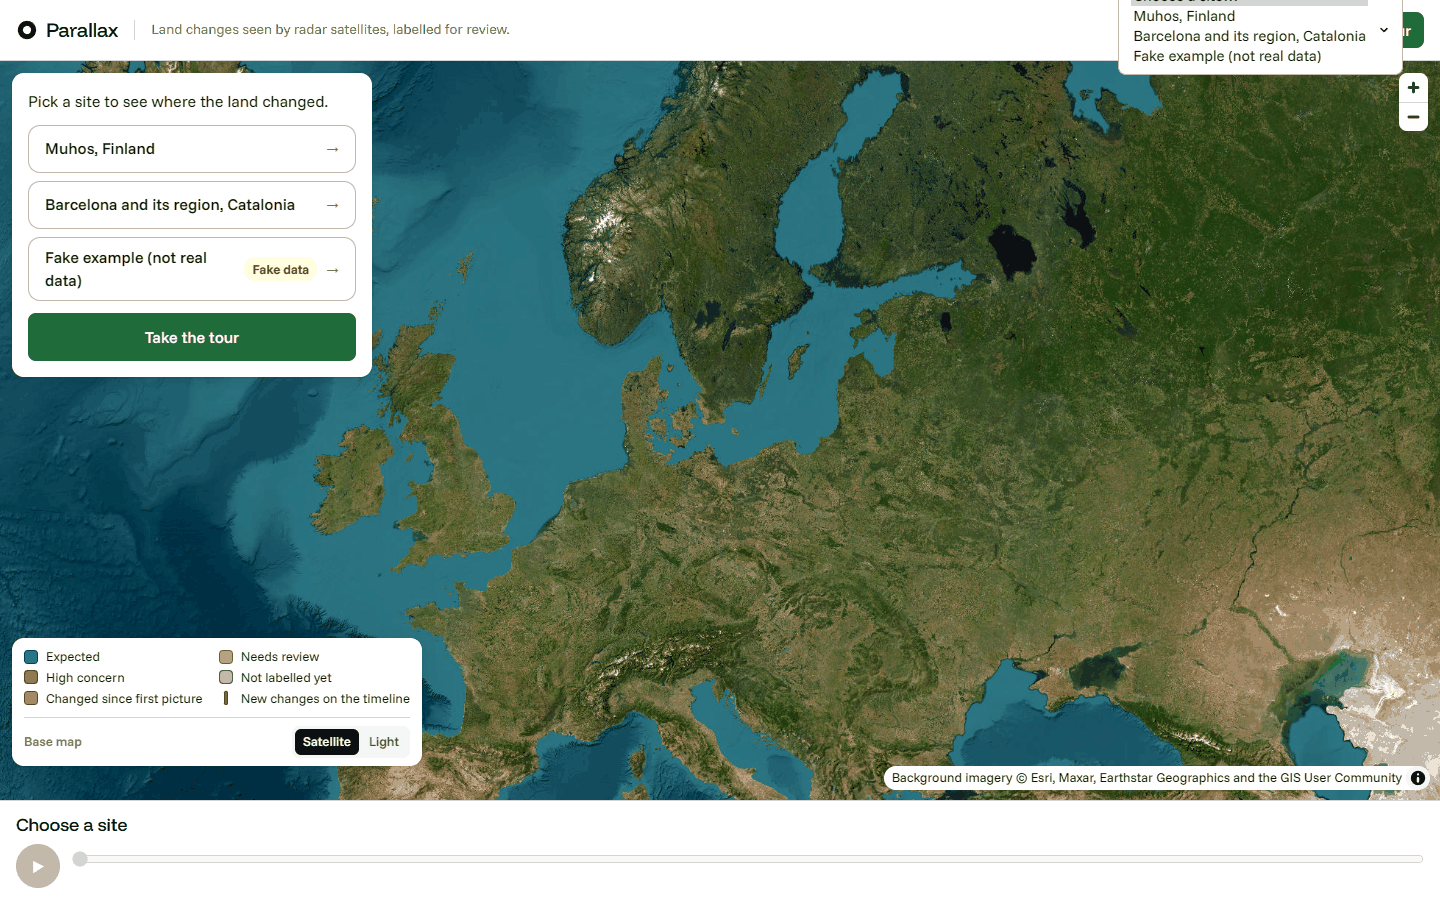 Parallax
Land changes seen by radar satellites, labelled for review.
Muhos, Finland
Barcelona and its region, Catalonia
Fake example (not real data)
Pick a site to see where the land changed.
Muhos, Finland →
Barcelona and its region, Catalonia →
Fake example (not real
data)
Fake data →
Take the tour
+
−
Expected
Needs review
High concern
Not labelled yet
Changed since first picture
New changes on the timeline
Base map
Satellite
Light
Background imagery © Esri, Maxar, Earthstar Geographics and the GIS User Community
Choose a site